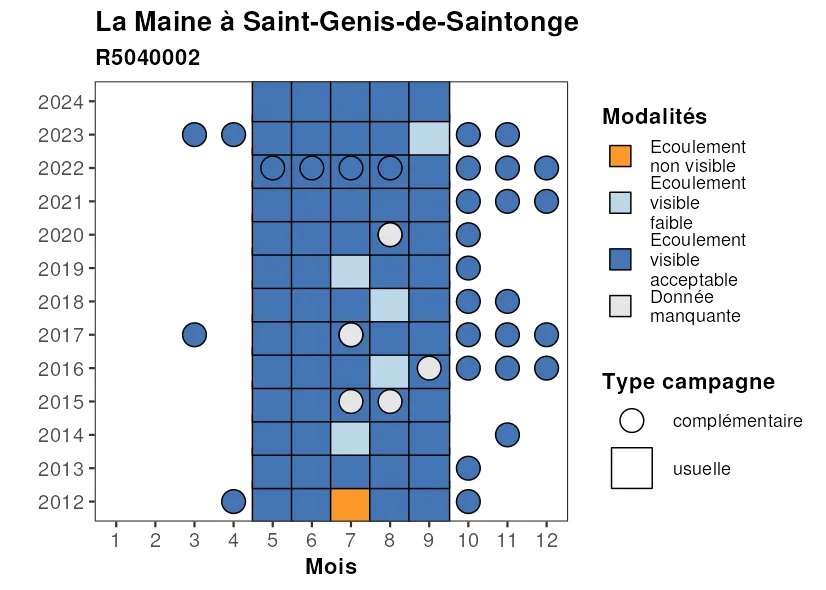 La Maine à Saint-Genis-de-Saintonge
R5040002
2024
2023
2022
2021
2020
2019
2018
2017
2016
2015
2014
2013
2012
1 2 3 4 5 6 7 8 9 10 11 12
Mois
Modalités
Ecoulement
non visible
Ecoulement
visible
faible
Ecoulement
visible
acceptable
Donnée
manquante
Type campagne
complémentaire
usuelle